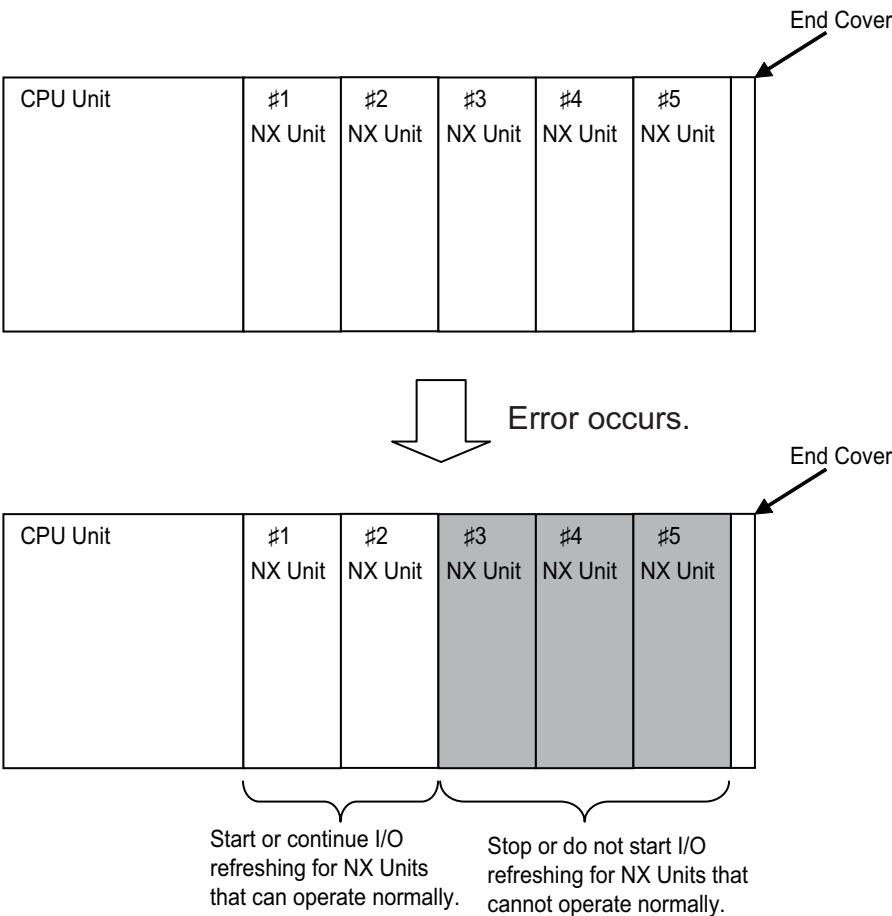 End Cover
CPU Unit
♯1
NX Unit
♯2
NX Unit
♯3
NX Unit
♯4
NX Unit
♯5
NX Unit
Error occurs.
End Cover
CPU Unit
♯1
NX Unit
♯2
NX Unit
♯3
NX Unit
♯4
NX Unit
♯5
NX Unit
Start or continue I/O
refreshing for NX Units
that can operate normally.
Stop or do not start I/O
refreshing for NX Units that
cannot operate normally.